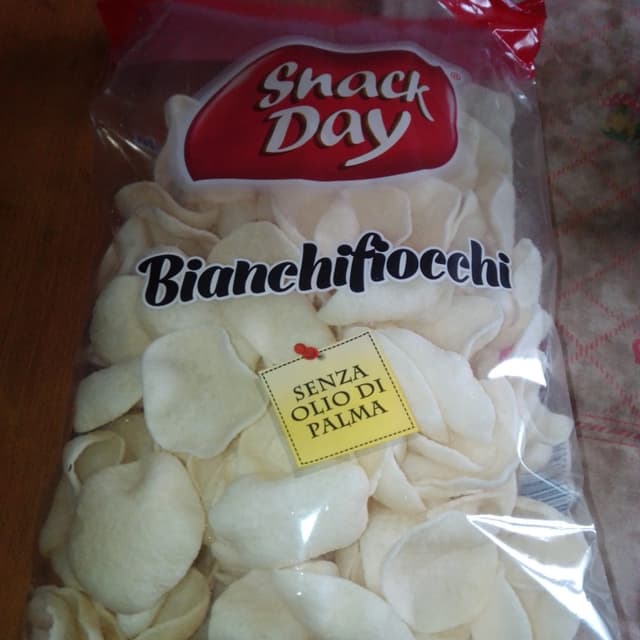 Snack
Day
®
Bianchifiocchi
SENZA
OLIO DI
PALMA